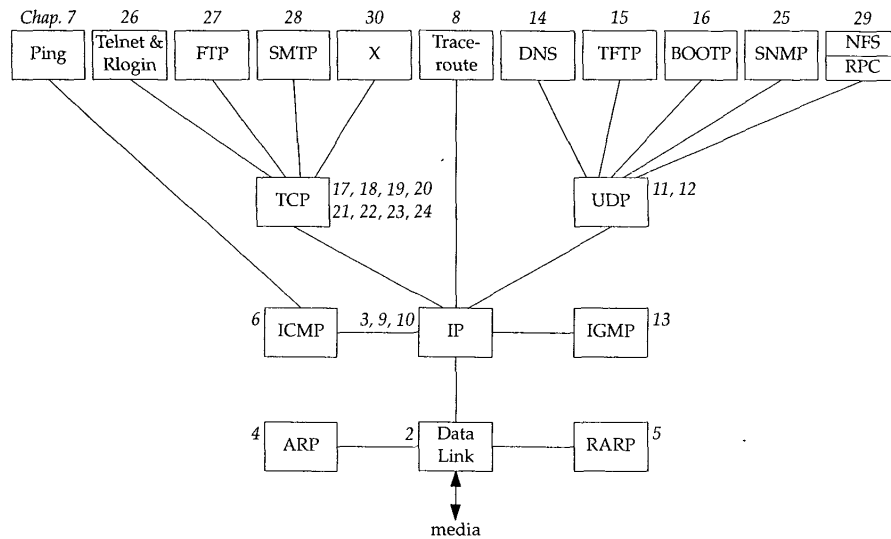 Chap. 7 26 27 28 30 8 14 15 16 25 29
Ping
Telnet &
Rlogin
FTP
SMTP
X
Trace-
route
DNS
TFTP
BOOTP
SNMP
NFS
RPC
TCP
17, 18, 19, 20
21, 22, 23, 24
UDP
11, 12
6
ICMP
3, 9, 10
IP
IGMP
13
4
ARP
2
Data
Link
RARP
5
media